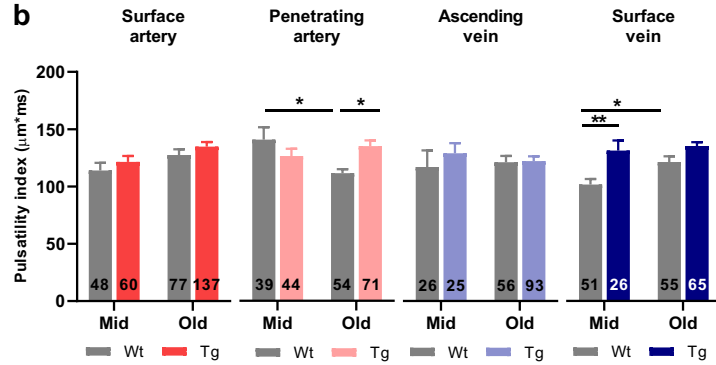 b
Surface artery
Penetrating artery
Ascending vein
Surface vein
Pulsatility index (μm*ms)
200
150
100
50
0
* *
*
**
48 60 77 137
39 44 54 71
26 25 56 93
51 26 55 65
Mid Old Mid Old Mid Old Mid Old
Wt Tg Wt Tg Wt Tg Wt Tg